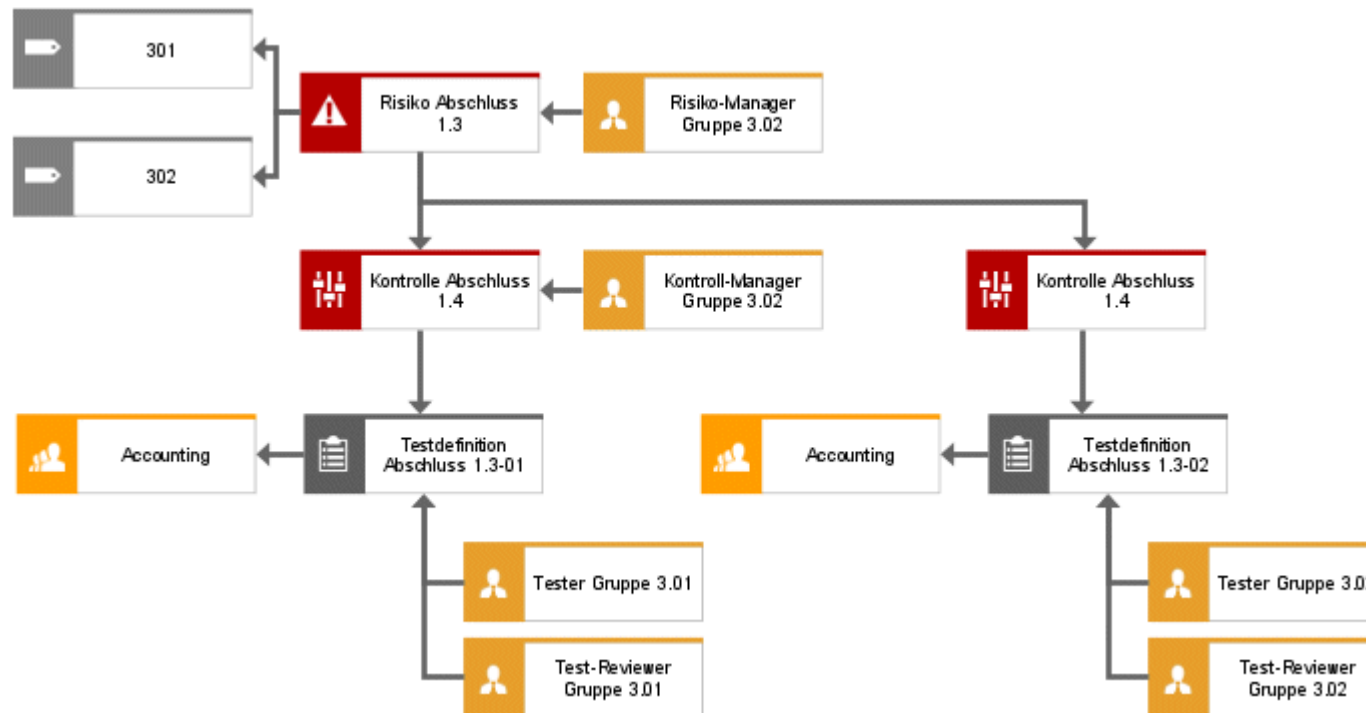 301
Risiko Abschluss
1.3
Risiko-Manager
Gruppe 3.02
302
Kontrolle Abschluss
1.4
Kontroll-Manager
Gruppe 3.02
Kontrolle Abschluss
1.4
Accounting
Testdefinition
Abschluss 1.3-01
Accounting
Testdefinition
Abschluss 1.3-02
Tester Gruppe 3.01
Tester Gruppe
Test-Reviewer
Gruppe 3.01
Test-Reviewer
Gruppe 3.02